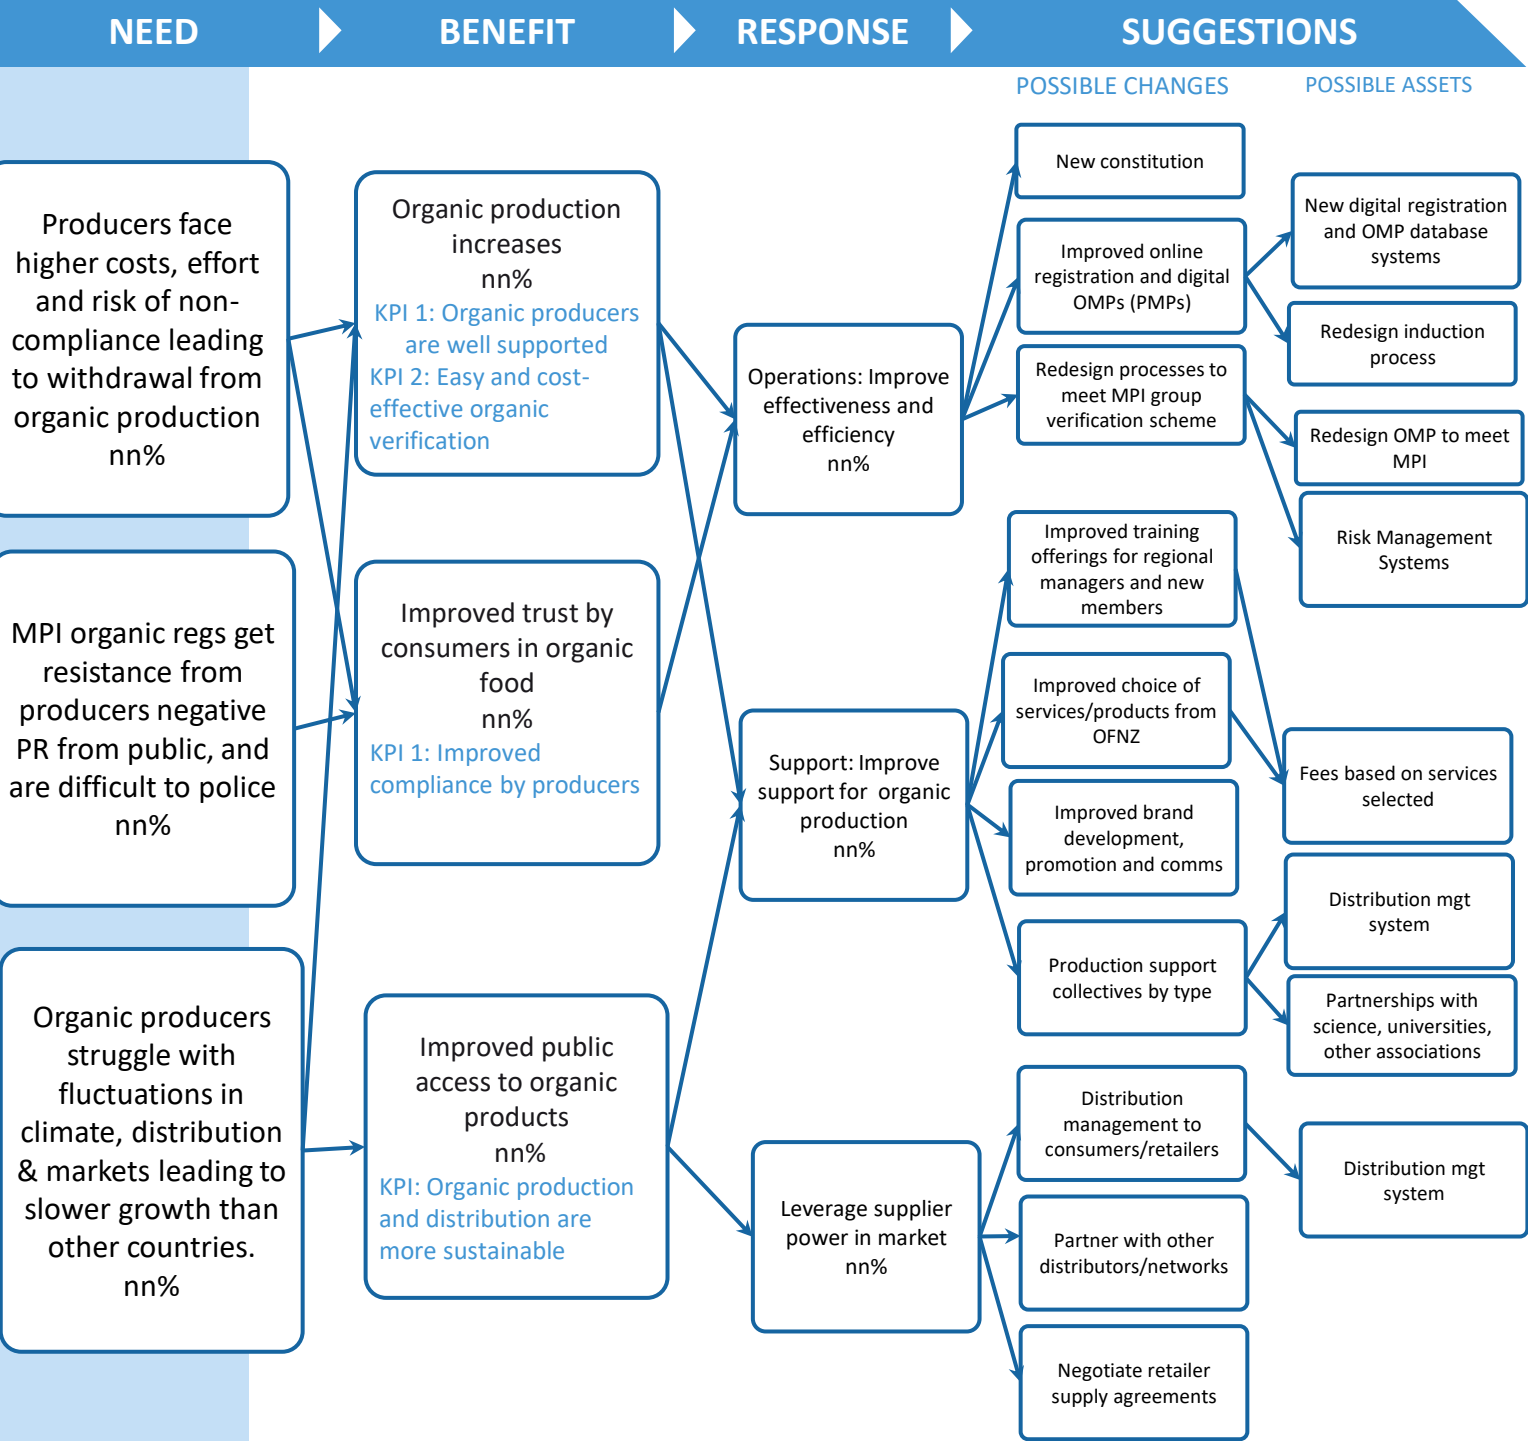 NEED
BENEFIT
RESPONSE
SUGGESTIONS
POSSIBLE CHANGES
POSSIBLE ASSETS
Producers face
higher costs, effort
and risk of non-
compliance leading
to withdrawal from
organic production
nn%
MPI organic regs get
resistance from
producers negative
PR from public, and
are difficult to police
nn%
Organic producers
struggle with
fluctuations in
climate, distribution
& markets leading to
slower growth than
other countries.
nn%
Organic production
increases
nn%
KPI 1: Organic producers
are well supported
KPI 2: Easy and cost-
effective organic
verification
Improved trust by
consumers in organic
food
nn%
KPI 1: Improved
compliance by producers
Improved public
access to organic
products
nn%
KPI: Organic production
and distribution are
more sustainable
Operations: Improve
effectiveness and
efficiency
nn%
Support: Improve
support for organic
production
nn%
Leverage supplier
power in market
nn%
New constitution
Improved online
registration and digital
OMPs (PMPs)
Redesign processes to
meet MPI group
verification scheme
Improved training
offerings for regional
managers and new
members
Improved choice of
services/products from
OFNZ
Improved brand
development,
promotion and comms
Production support
collectives by type
Distribution
management to
consumers/retailers
Partner with other
distributors/networks
Negotiate retailer
supply agreements
New digital registration
and OMP database
systems
Redesign induction
process
Redesign OMP to meet
MPI
Risk Management
Systems
Fees based on services
selected
Distribution mgt
system
Partnerships with
science, universities,
other associations
Distribution mgt
system